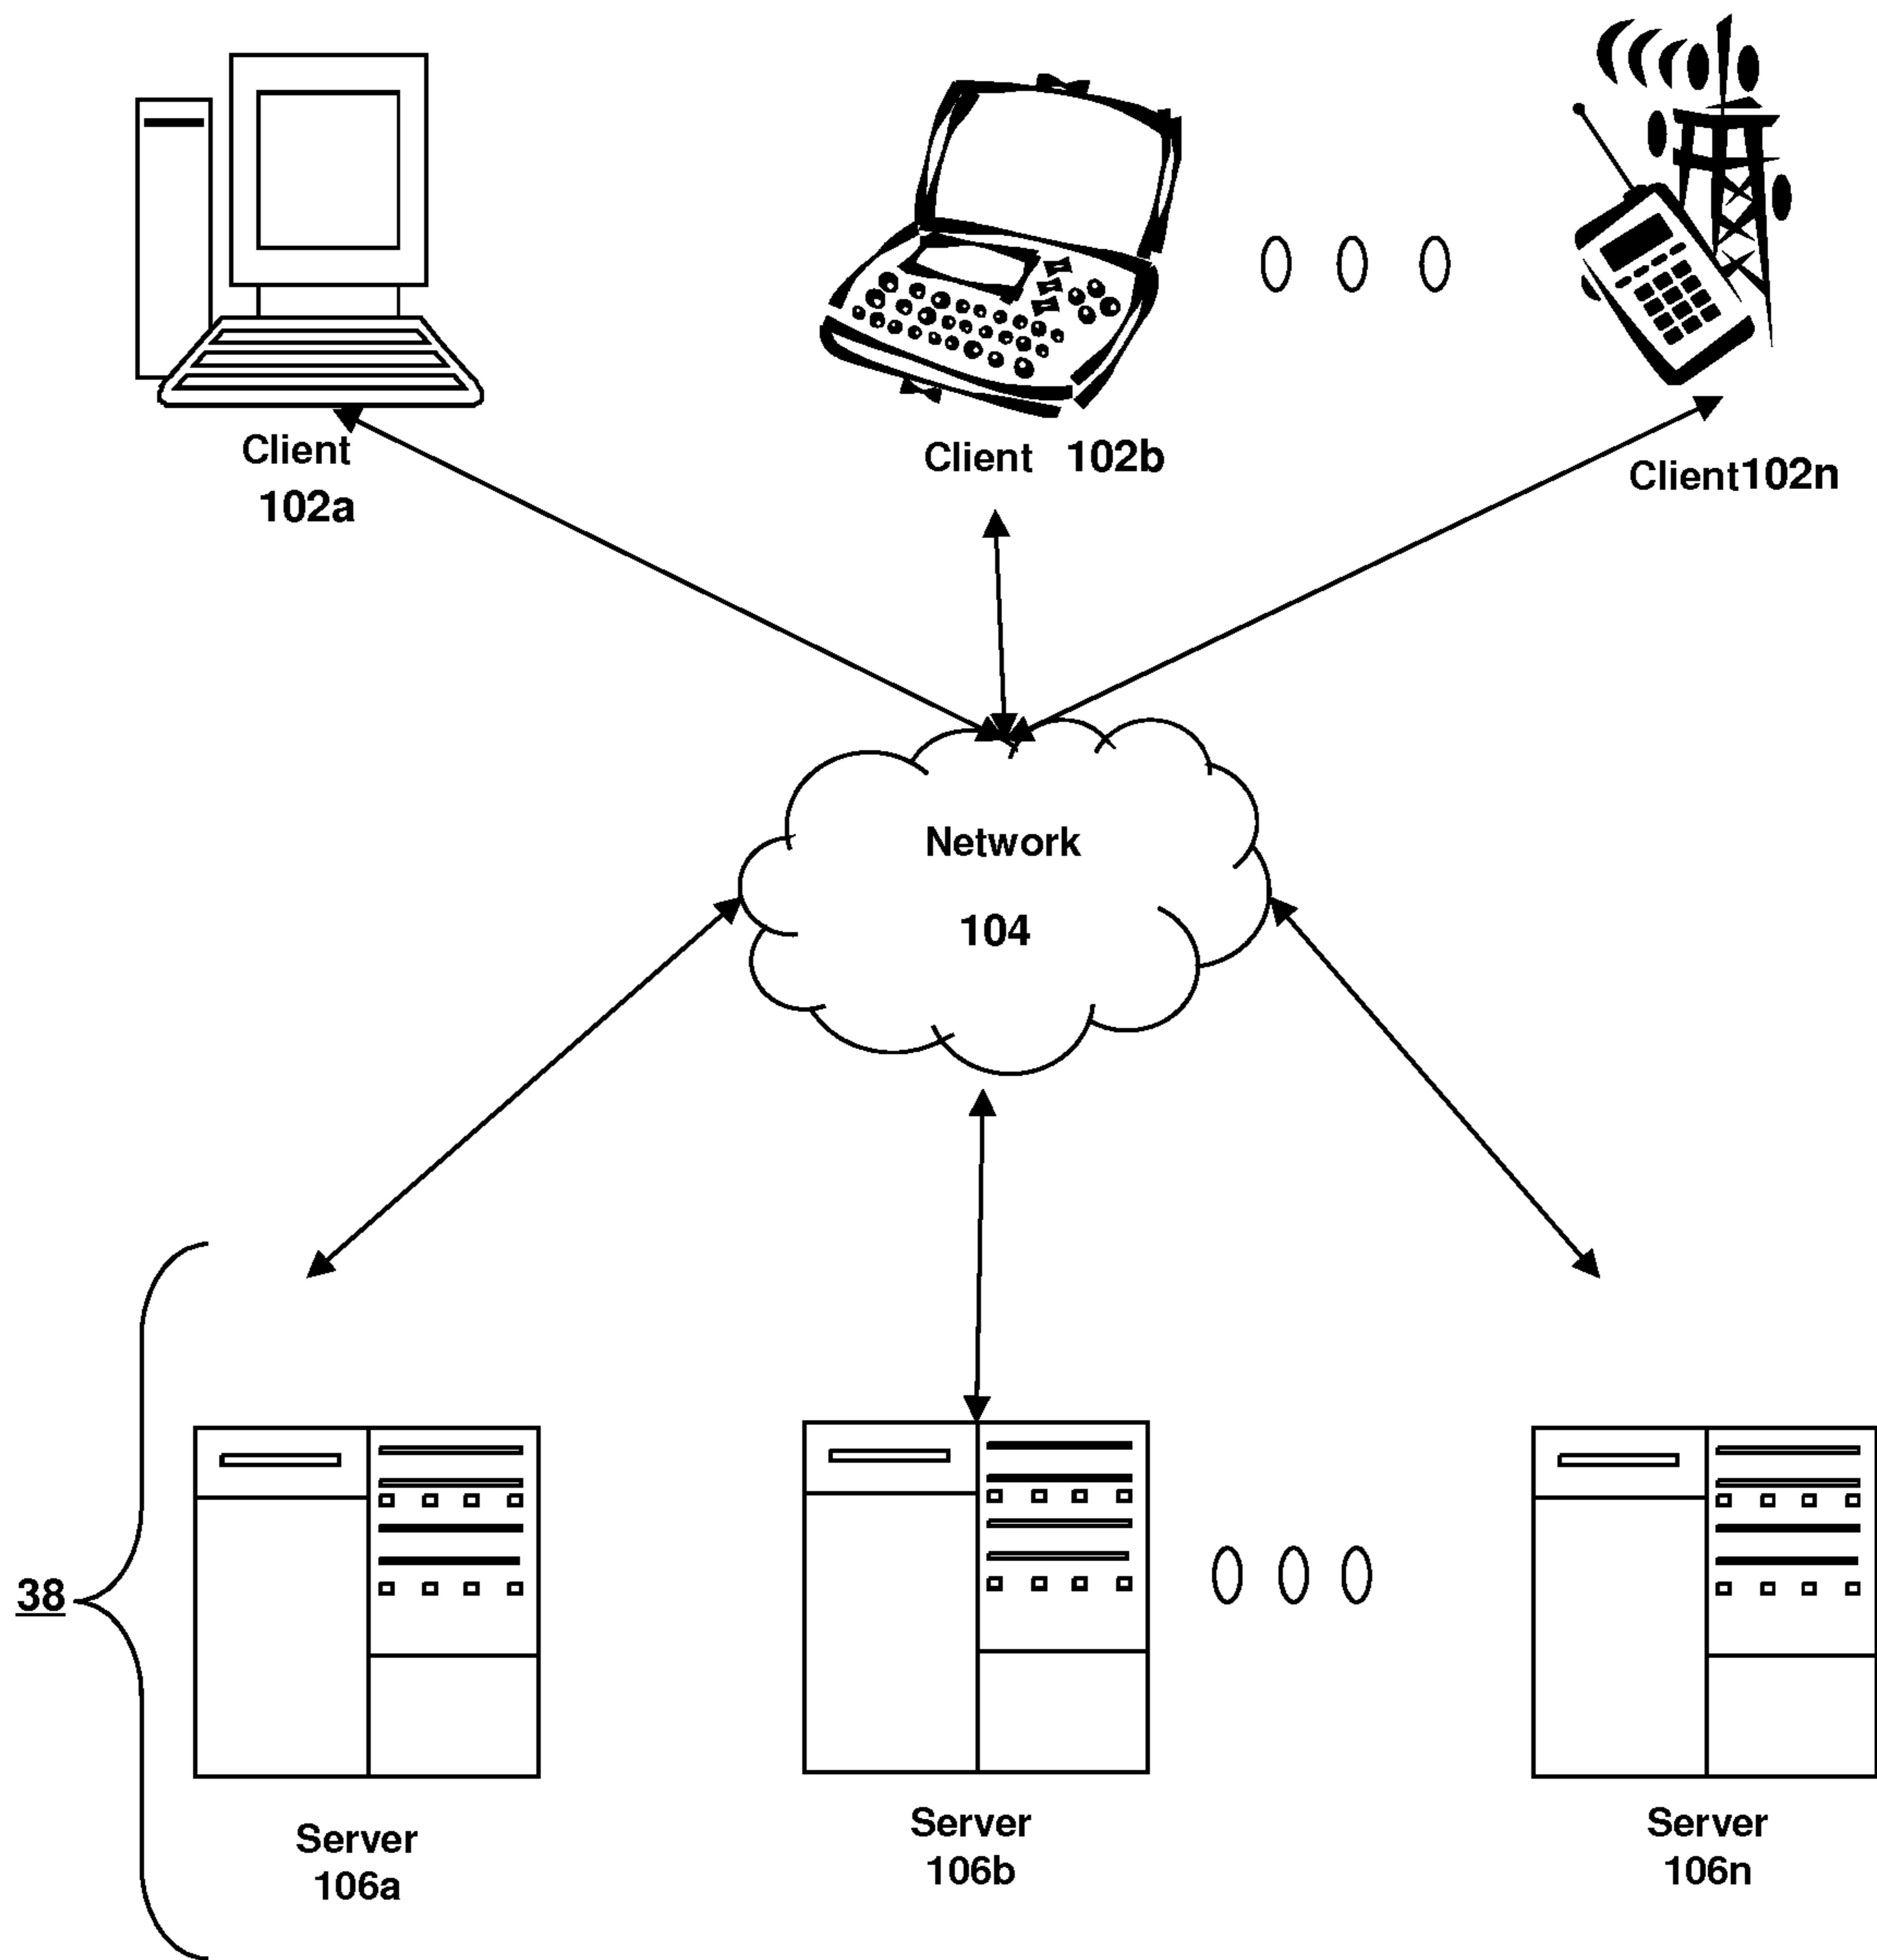 Client
102a
Client 102b
Client102n
Network
104
38
Server
106a
Server
106b
Server
106n